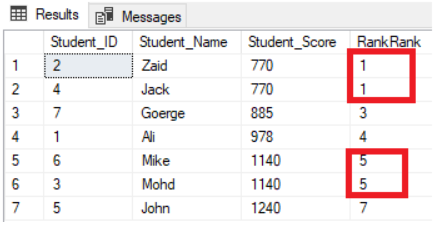 Results Messages
Student_ID Student_Name Student_Score RankRank
1 2 Zaid 770 1
2 4 Jack 770 1
3 7 Goerge 885 3
4 1 Ali 978 4
5 6 Mike 1140 5
6 3 Mohd 1140 5
7 5 John 1240 7